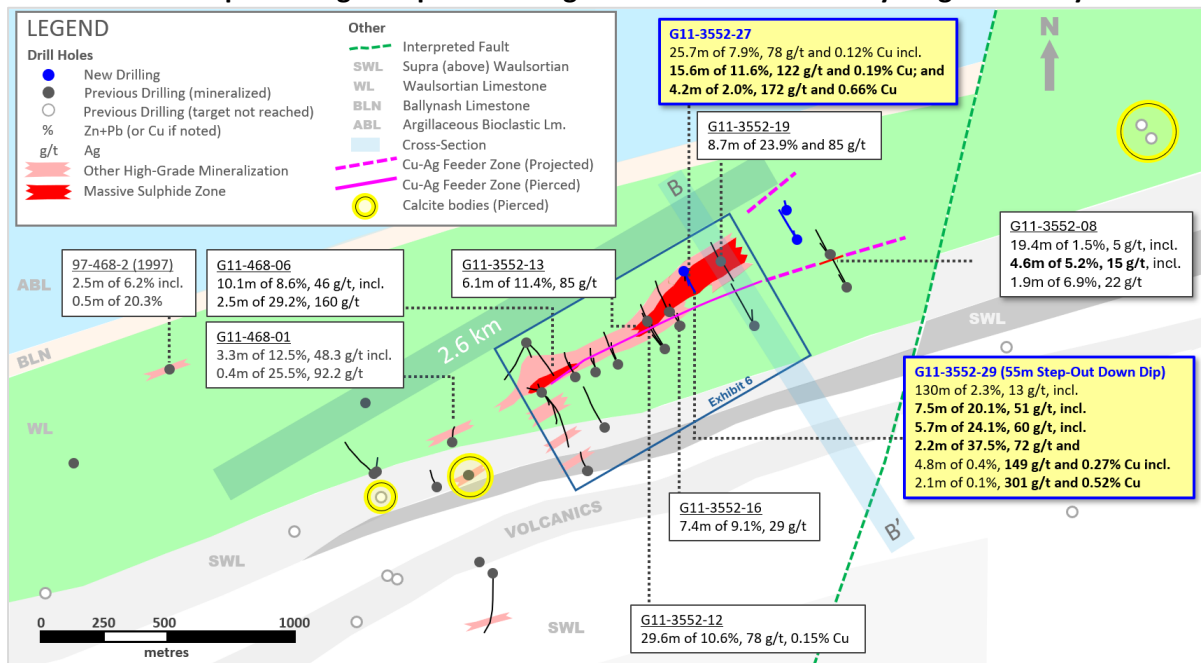 LEGEND
Drill Holes
New Drilling
Previous Drilling (mineralized)
Previous Drilling (target not reached)
% Zn+Pb (or Cu if noted)
g/t Ag
Other High-Grade Mineralization
Massive Sulphide Zone
Other
Interpreted Fault
SWL Supra (above) Waulsortian
WL Waulsortian Limestone
BLN Ballynash Limestone
ABL Argillaceous Bioclastic Lm.
Cross-Section
Cu-Ag Feeder Zone (Projected)
Cu-Ag Feeder Zone (Pierced)
Calcite bodies (Pierced)
G11-3552-27
25.7m of 7.9%, 78 g/t and 0.12% Cu incl.
15.6m of 11.6%, 122 g/t and 0.19% Cu; and
4.2m of 2.0%, 172 g/t and 0.66% Cu
N
G11-3552-19
8.7m of 23.9% and 85 g/t
B
G11-3552-08
19.4m of 1.5%, 5 g/t, incl.
4.6m of 5.2%, 15 g/t, incl.
1.9m of 6.9%, 22 g/t
97-468-2 (1997)
2.5m of 6.2% incl.
0.5m of 20.3%
G11-468-06
10.1m of 8.6%, 46 g/t, incl.
2.5m of 29.2%, 160 g/t
G11-3552-13
6.1m of 11.4%, 85 g/t
ABL
G11-468-01
3.3m of 12.5%, 48.3 g/t incl.
0.4m of 25.5%, 92.2 g/t
2.6 km
SWL
BLN
Exhibit 6
G11-3552-29 (55m Step-Out Down Dip)
130m of 2.3%, 13 g/t, incl.
7.5m of 20.1%, 51 g/t, incl.
5.7m of 24.1%, 60 g/t, incl.
2.2m of 37.5%, 72 g/t and
4.8m of 0.4%, 149 g/t and 0.27% Cu incl.
2.1m of 0.1%, 301 g/t and 0.52% Cu
WL
G11-3552-16
7.4m of 9.1%, 29 g/t
VOLCANICS
B'
SWL
G11-3552-12
29.6m of 10.6%, 78 g/t, 0.15% Cu
SWL
0 250 500 1000
metres